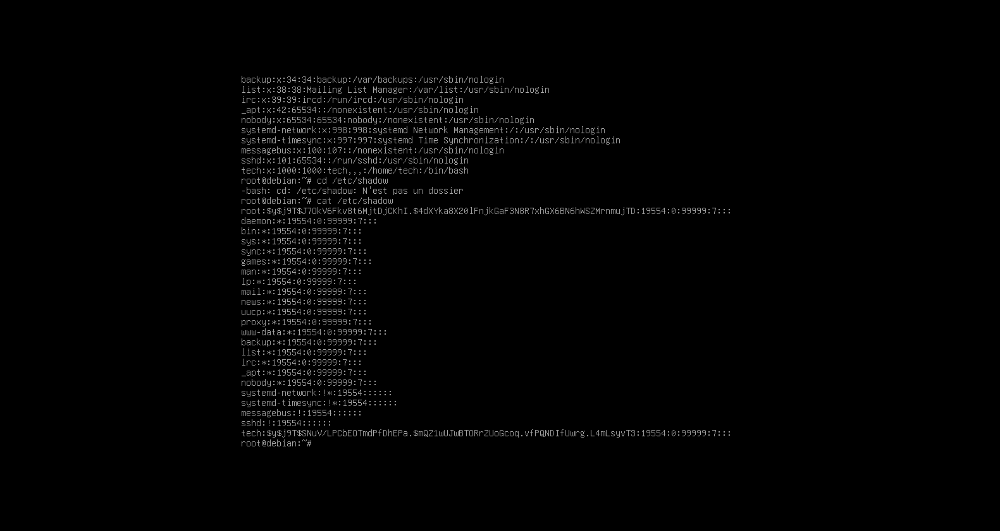 backup:x:34:34:backup:/var/backups:/usr/sbin/nologin
list:x:38:38:Mailing List Manager:/var/list:/usr/sbin/nologin
irc:x:39:39:ircd:/run/ircd:/usr/sbin/nologin
_apt:x:42:65534::/nonexistent:/usr/sbin/nologin
nobody:x:65534:65534:nobody:/nonexistent:/usr/sbin/nologin
systemd-network:x:998:998:systemd Network Management:/:/usr/sbin/nologin
systemd-timesync:x:997:997:systemd Time Synchronization:/:/usr/sbin/nologin
messagebus:x:100:107::/nonexistent:/usr/sbin/nologin
sshd:x:101:65534::/run/sshd:/usr/sbin/nologin
tech:x:1000:1000:tech,,,:/home/tech:/bin/bash
root@debian:~# cd /etc/shadow
-bash: cd: /etc/shadow: N'est pas un dossier
root@debian:~# cat /etc/shadow
root:$y$j9T$J7OkV6Fkv8t6MjtDjCKhI.$4dXYka8X20lFnjkGaF3N8R7xhGX6BN6hWSZMrnmujTD:19554:0:99999:7:::
daemon:*:19554:0:99999:7:::
bin:*:19554:0:99999:7:::
sys:*:19554:0:99999:7:::
sync:*:19554:0:99999:7:::
games:*:19554:0:99999:7:::
man:*:19554:0:99999:7:::
lp:*:19554:0:99999:7:::
mail:*:19554:0:99999:7:::
news:*:19554:0:99999:7:::
uucp:*:19554:0:99999:7:::
proxy:*:19554:0:99999:7:::
www-data:*:19554:0:99999:7:::
backup:*:19554:0:99999:7:::
list:*:19554:0:99999:7:::
irc:*:19554:0:99999:7:::
_apt:*:19554:0:99999:7:::
nobody:*:19554:0:99999:7:::
systemd-network:!*:19554::::::
systemd-timesync:!*:19554::::::
messagebus:!:19554::::::
sshd:!:19554::::::
tech:$y$j9T$SNuV/LPCbEOTmdPfDhEPa.$mQZ1wUJwBTORrZUoGcoq.vfPQNDIfUwrg.L4mLsyvT3:19554:0:99999:7:::
root@debian:~#